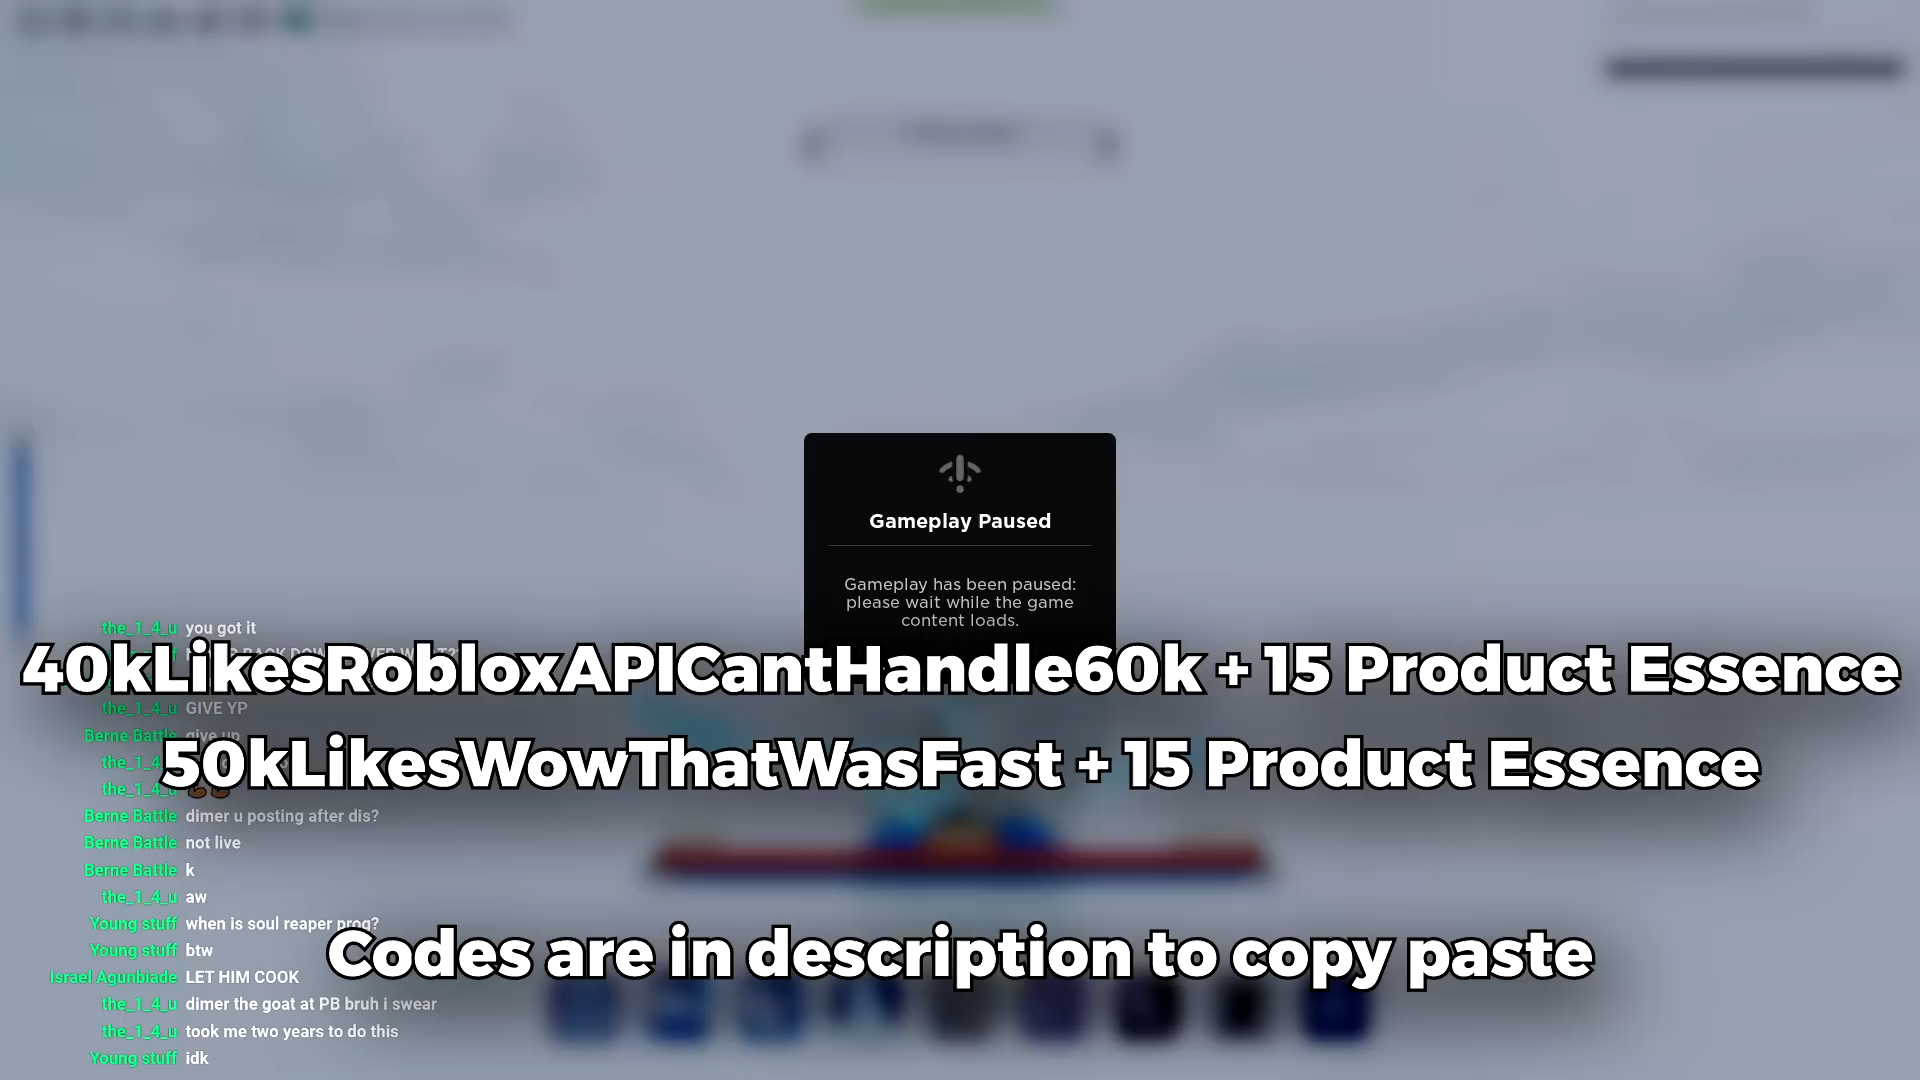 Gameplay Paused
Gameplay has been paused:
please wait while the game
content loads.
the_1_4_u you got it
40kLikesRobloxAPICantHandle60k + 15 Product Essence
the_1_4_u GIVE YP
Berne Battle give up
50kLikesWowThatWasFast + 15 Product Essence
Berne Battle dimer u posting after dis?
Berne Battle not live
Berne Battle k
the_1_4_u aw
Young stuff when is soul reaper prog?
Young stuff btw
Codes are in description to copy paste
Israel Agunbiade LET HIM COOK
the_1_4_u dimer the goat at PB bruh i swear
the_1_4_u took me two years to do this
Young stuff idk